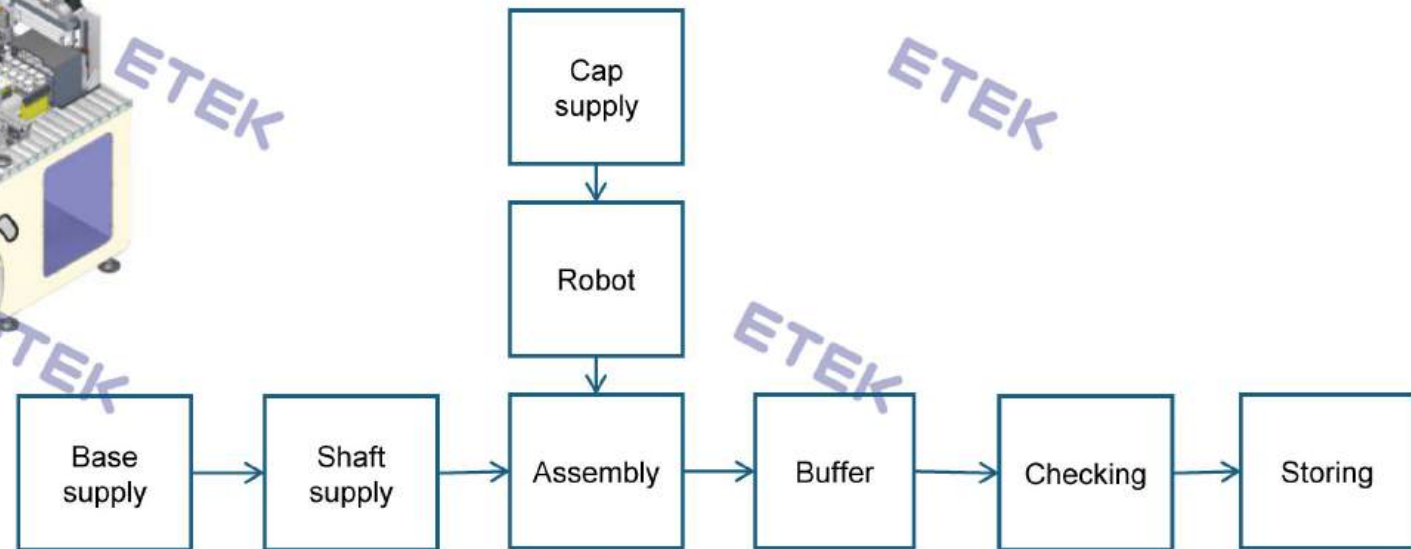 ETEK
ETEK
Cap
supply
Robot
ETEK
ETEK
Base
supply
Shaft
supply
Assembly
Buffer
Checking
Storing